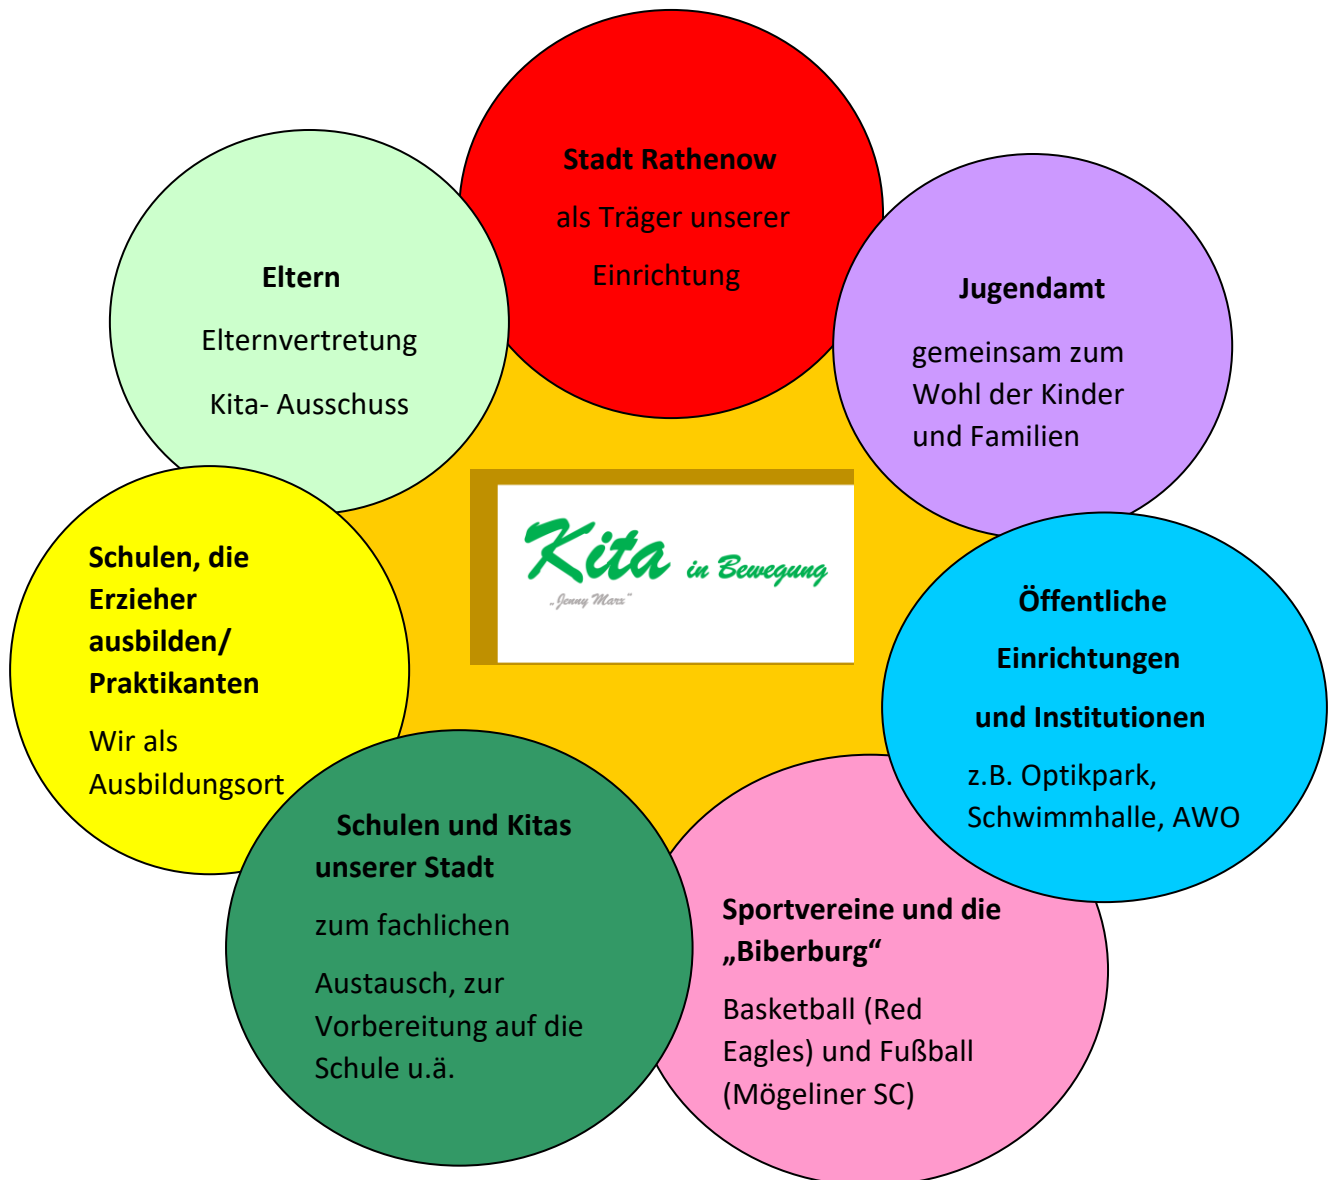 Stadt Rathenow
als Träger unserer
Einrichtung
Eltern
Elternvertretung
Kita- Ausschuss
Jugendamt
gemeinsam zum
Wohl der Kinder
und Familien
Kita in Bewegung
„Jenny Marx"
Schulen, die
Erzieher
ausbilden/
Praktikanten
Wir als
Ausbildungsort
Öffentliche
Einrichtungen
und Institutionen
z.B. Optikpark,
Schwimmhalle, AWO
Schulen und Kitas
unserer Stadt
zum fachlichen
Austausch, zur
Vorbereitung auf die
Schule u.ä.
Sportvereine und die
„Biberburg“
Basketball (Red
Eagles) und Fußball
(Mögeliner SC)